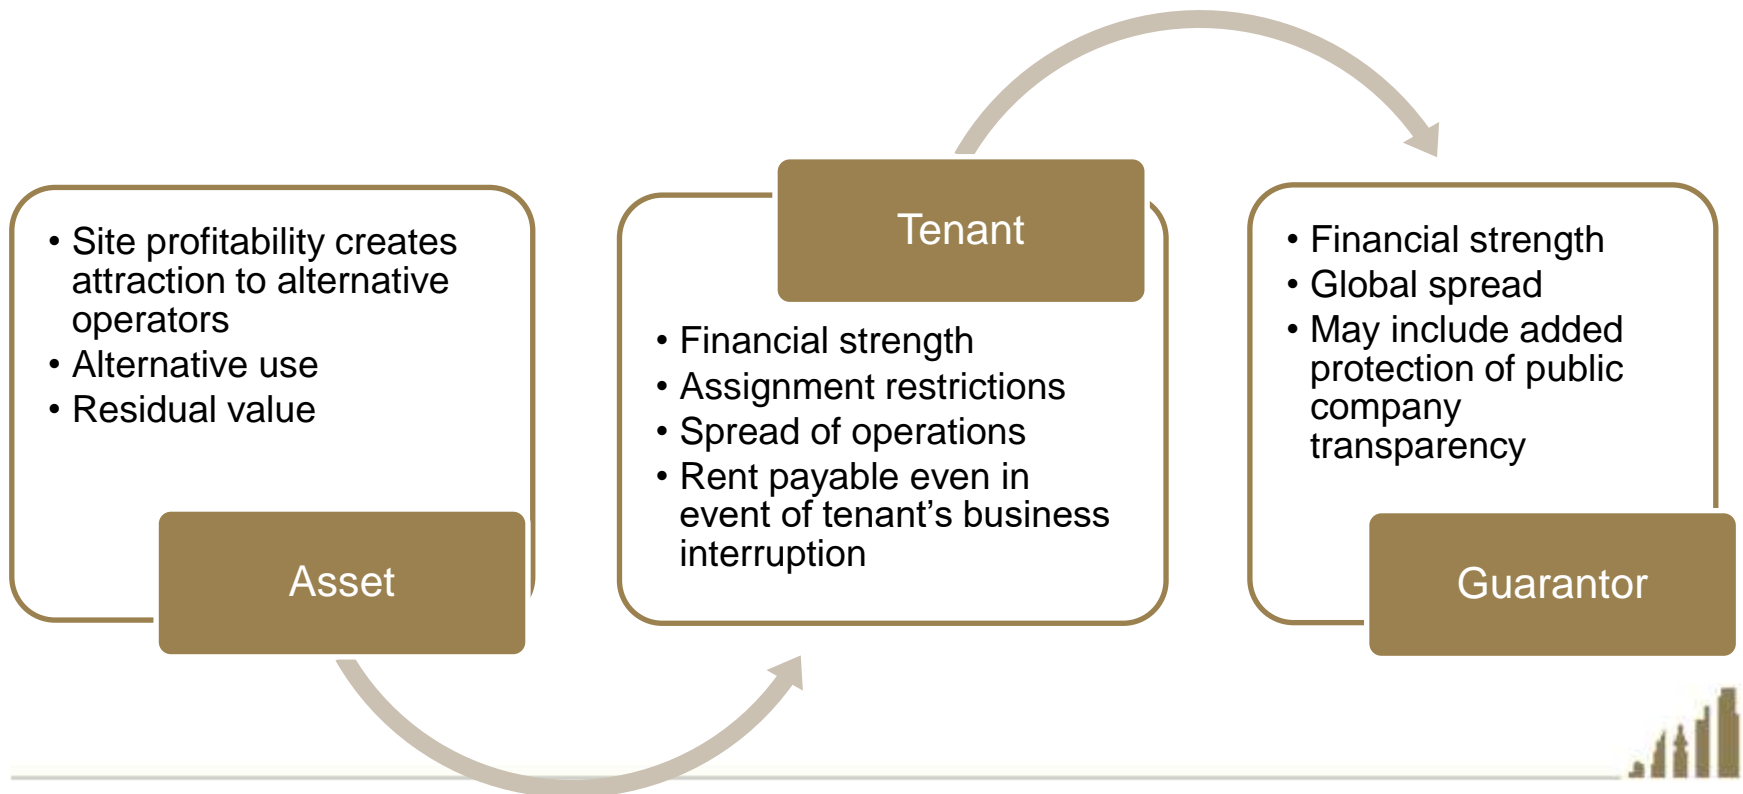 • Site profitability creates
attraction to alternative
operators
• Alternative use
• Residual value
Asset
Tenant
• Financial strength
• Assignment restrictions
• Spread of operations
• Rent payable even in
event of tenant’s business
interruption
• Financial strength
• Global spread
• May include added
protection of public
company
transparency
Guarantor